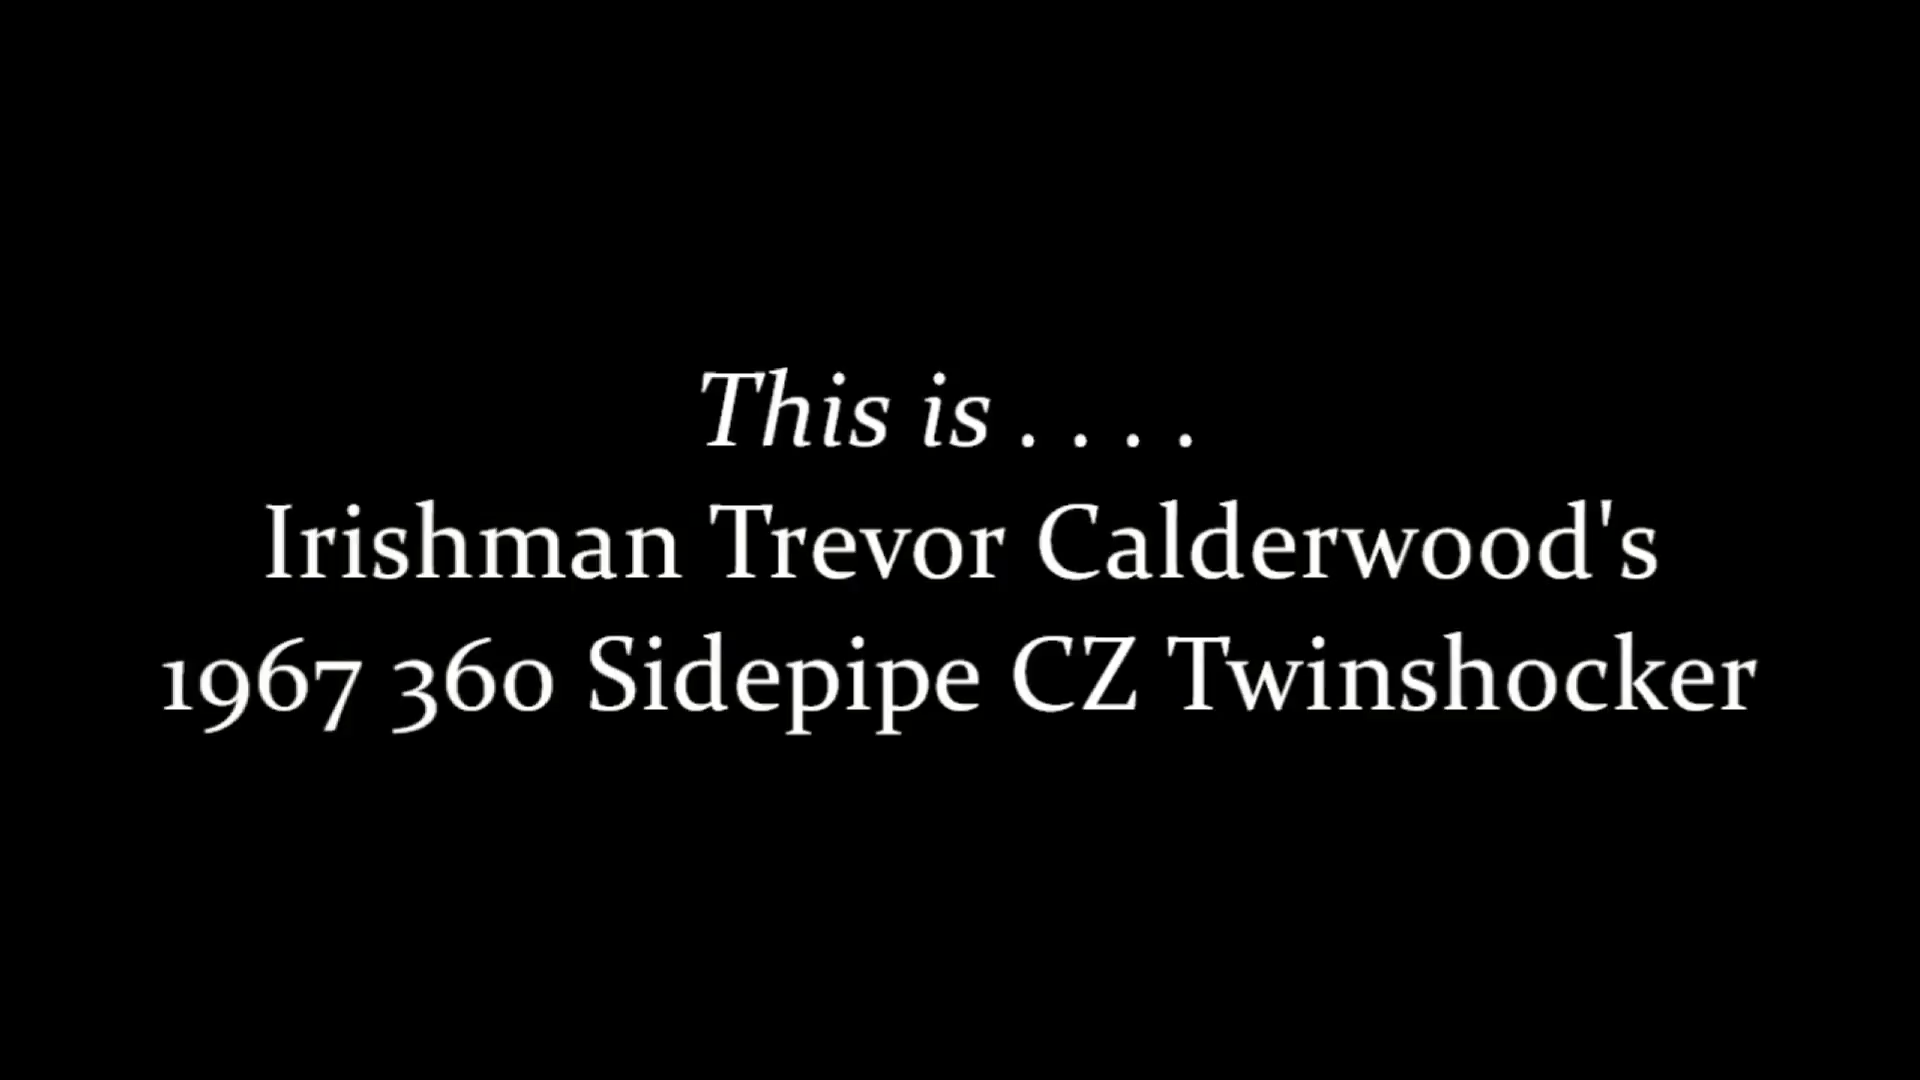 This is . . . .
Irishman Trevor Calderwood's
1967 360 Sidepipe CZ Twinshocker